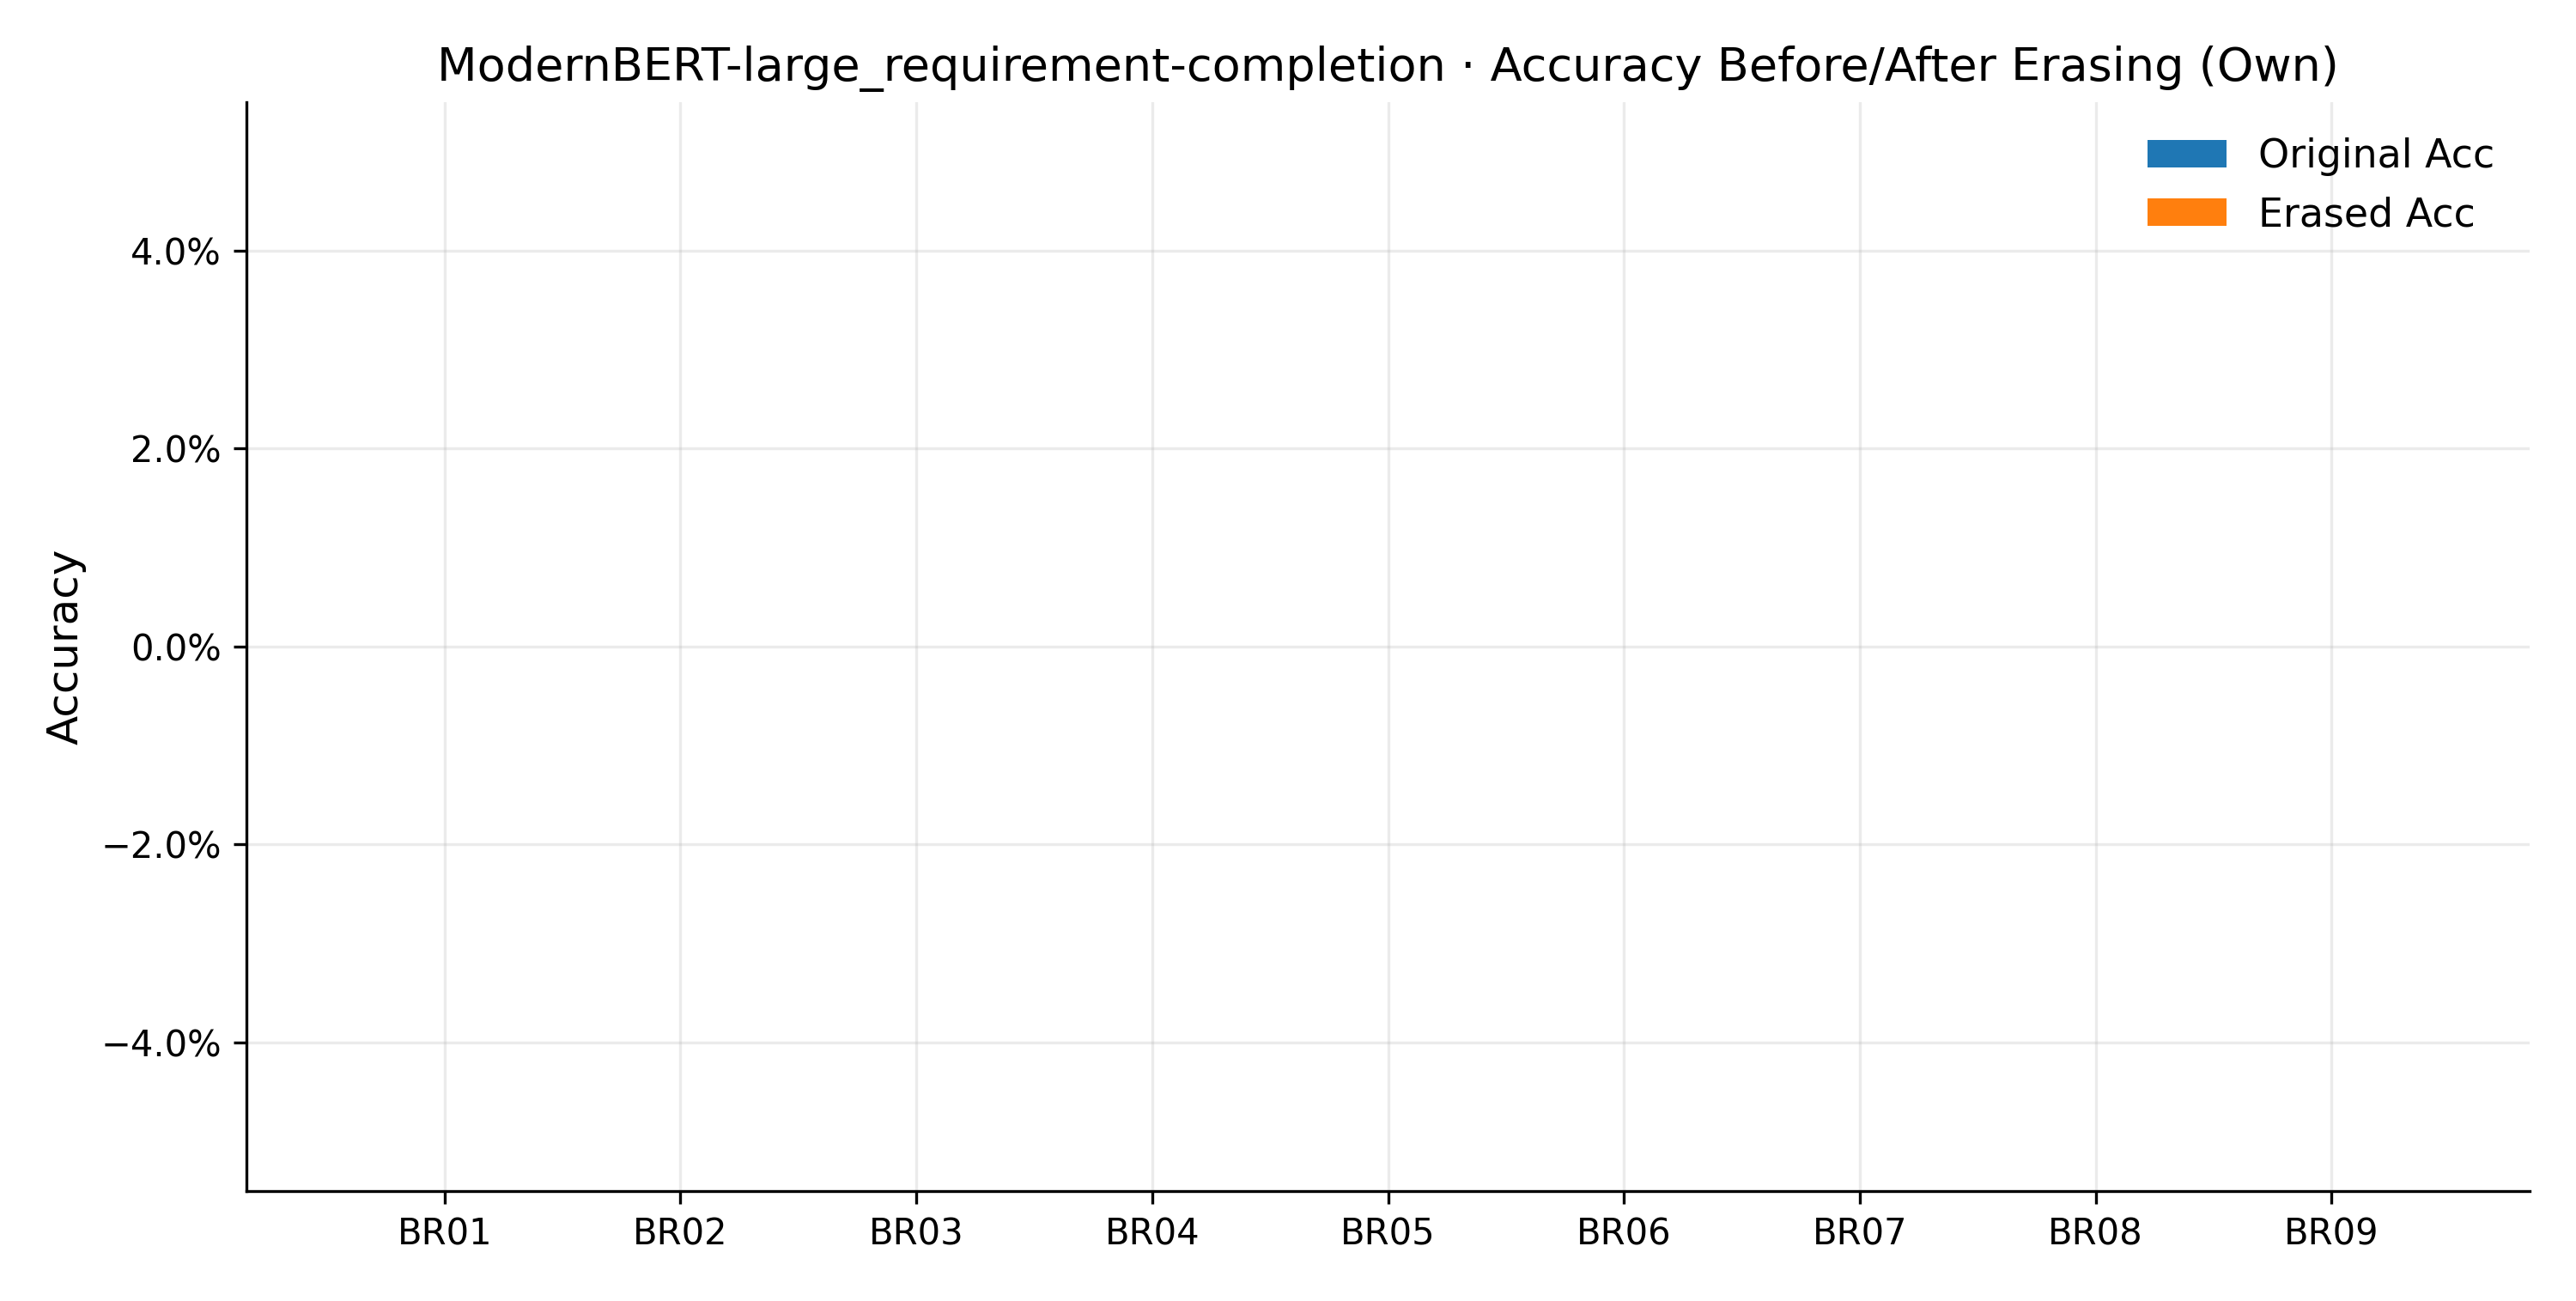 ModernBERT-large_requirement-completion · Accuracy Before/After Erasing (Own)
Original Acc
Erased Acc
4.0%
2.0%
0.0%
−2.0%
−4.0%
Accuracy
BR01 BR02 BR03 BR04 BR05 BR06 BR07 BR08 BR09